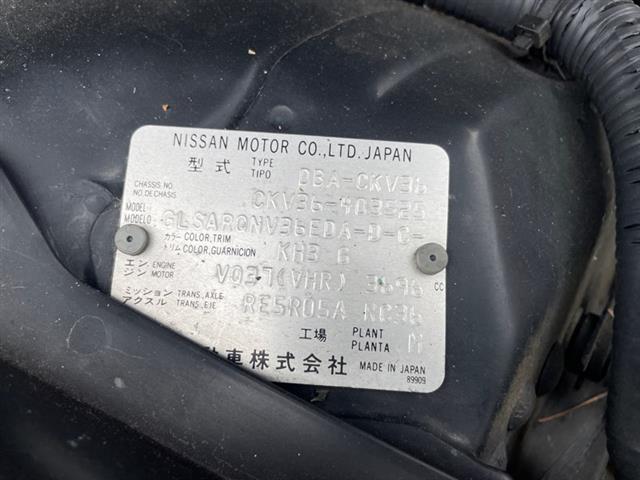 NISSAN MOTOR CO.,LTD.JAPAN
型式 TYPE TIPO DBA-CKV36
CHASSIS NO. NO.DE CHASIS CKV36-403525
MODEL MODELO GLSARQNV36EDA-D-C-
カラー COLOR,TRIM トリム COLOR,GUARNICION KH3 G
エンジン ENGINE MOTOR VQ37(VHR) 3696 cc
ミッション アクスル TRANS.,AXLE TRANS.,EJE RE5R05A RC36
工場 PLANT PLANTA M
動車株式会社 MADE IN JAPAN
89909